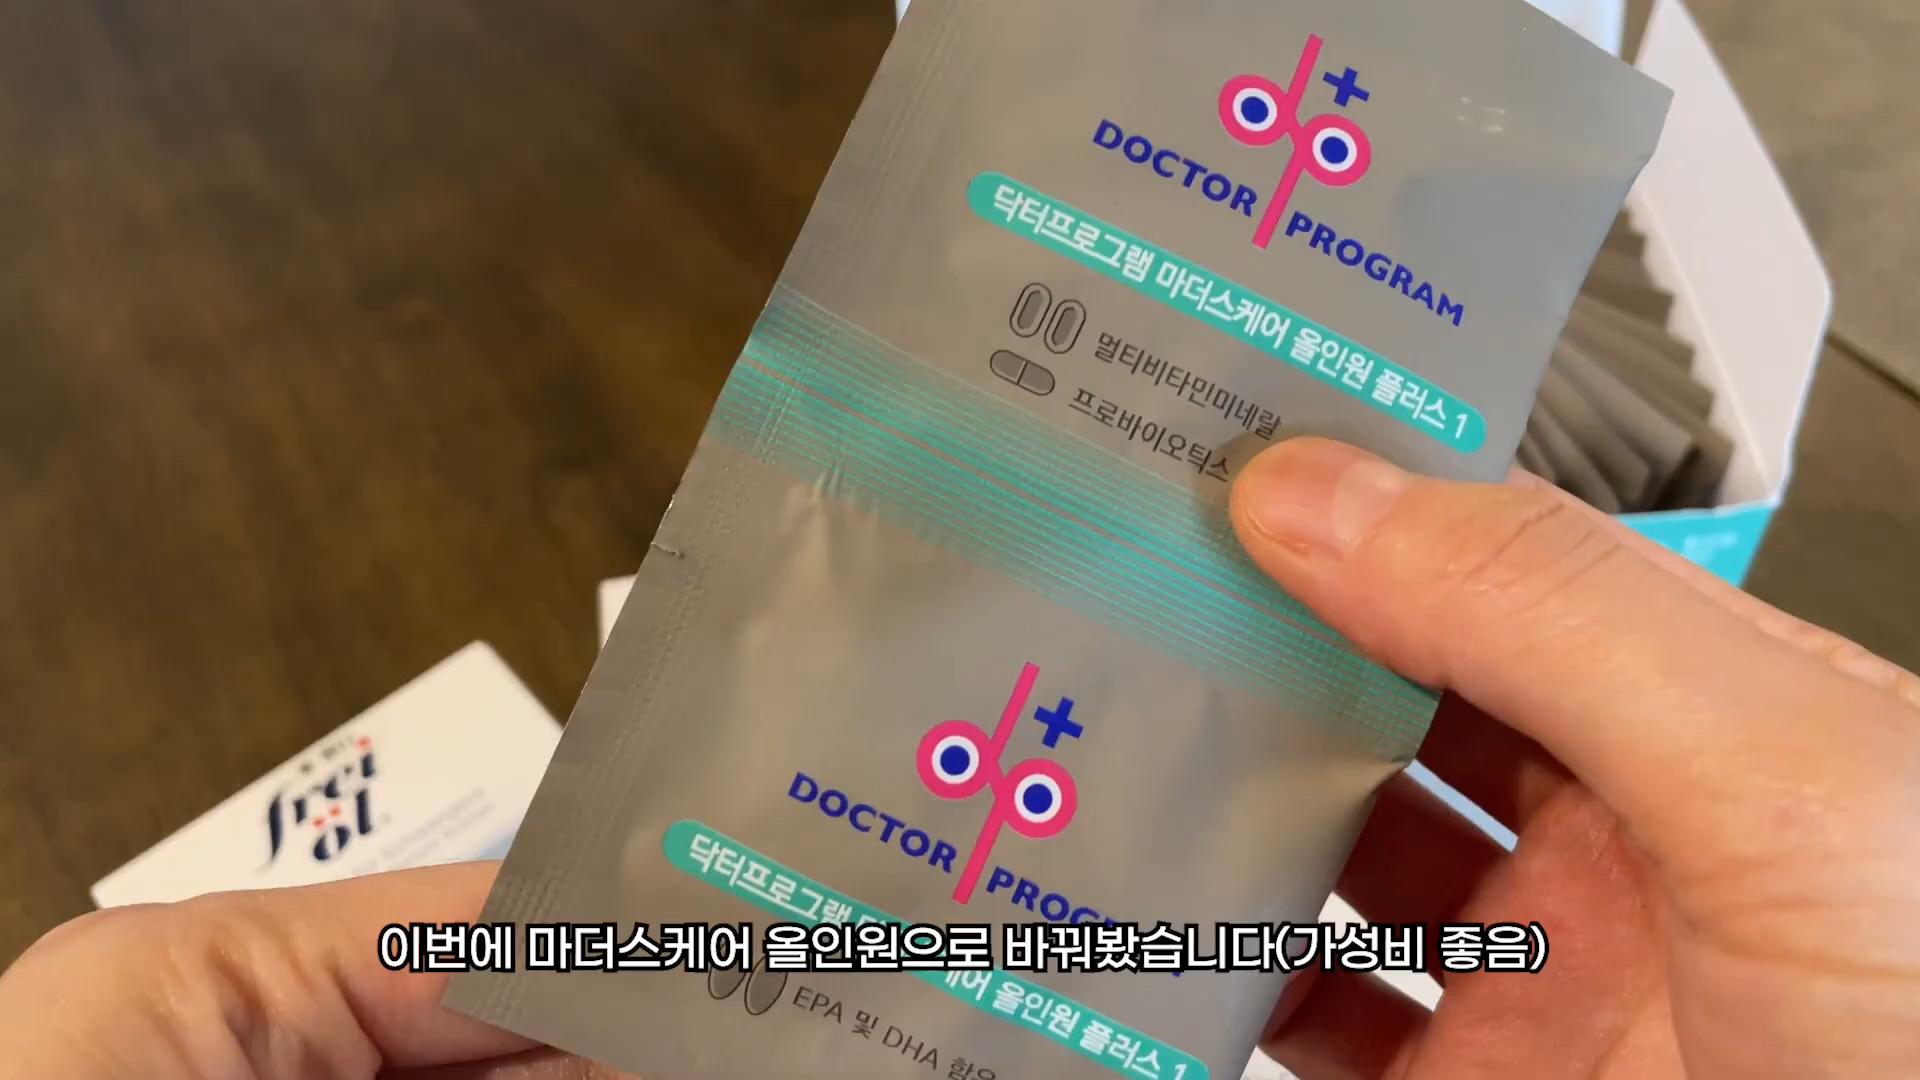 DOCTOR PROGRAM
닥터프로그램 마더스케어 올인원 플러스 1
멀티비타민미네랄
프로바이오틱스
frei
öl
DOCTOR
닥터프로그램
케어 올인원 플러스 1
이번에 마더스케어 올인원으로 바꿔봤습니다(가성비 좋음)
EPA 및 DHA